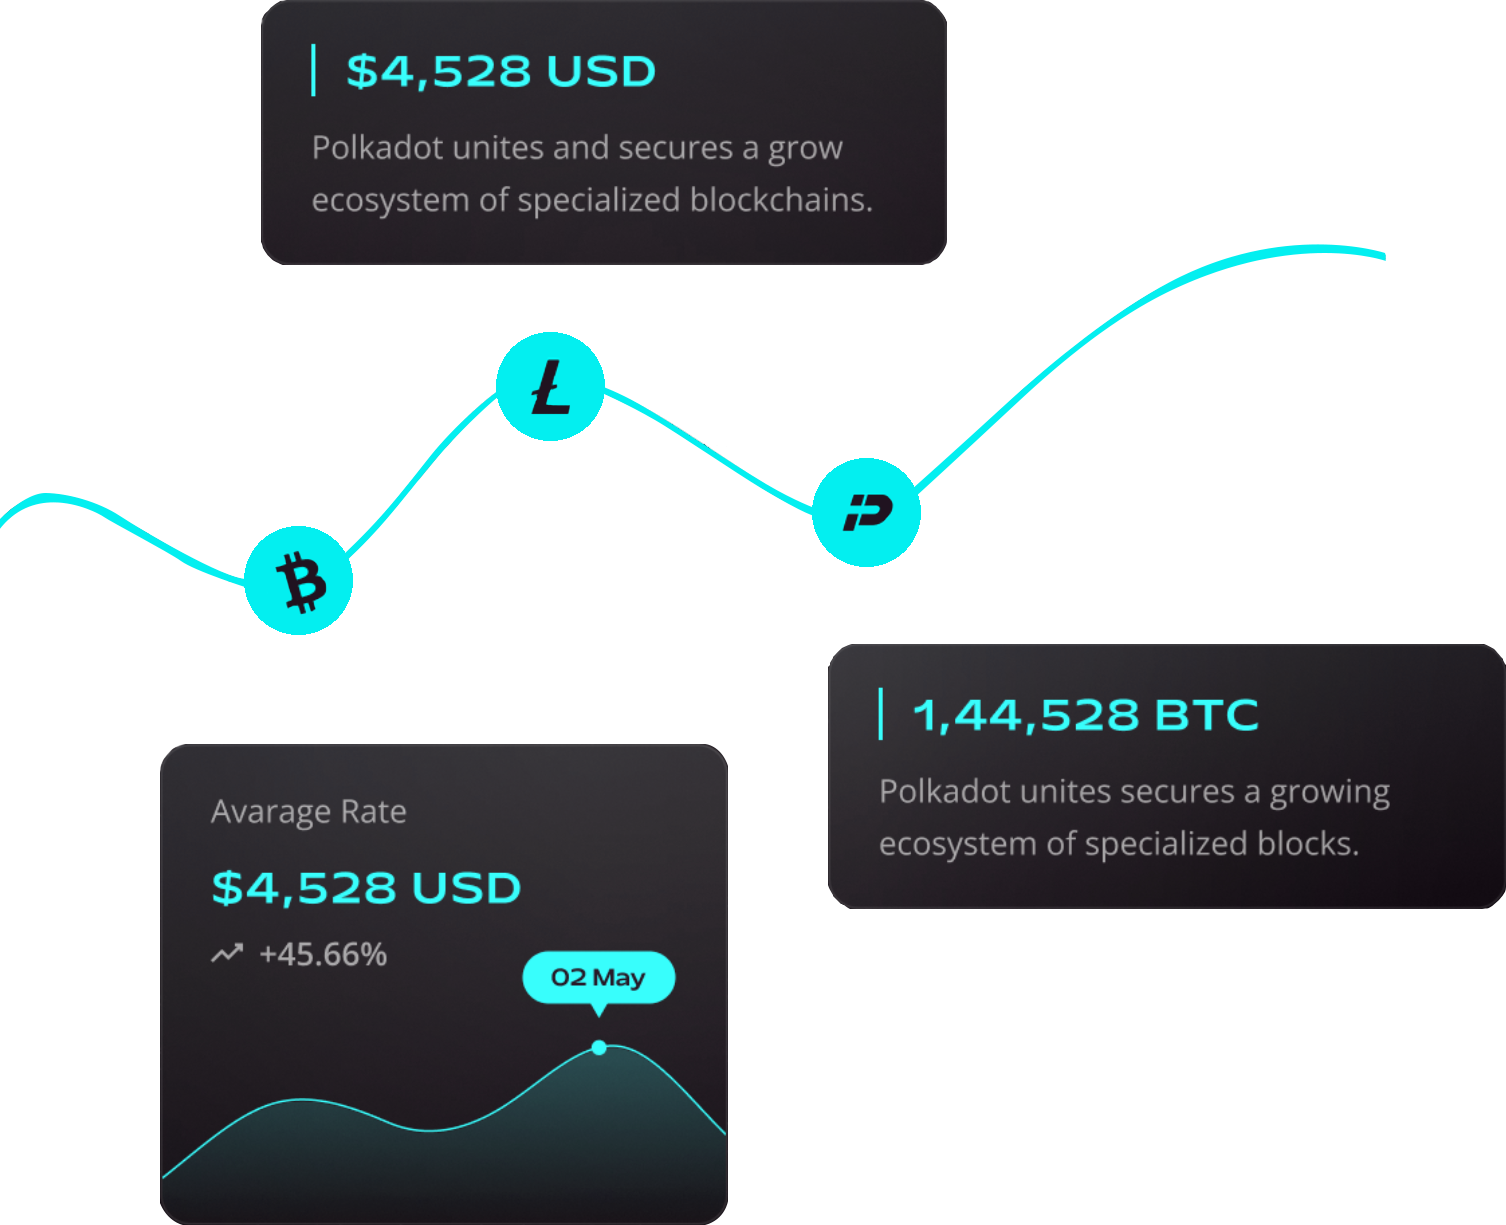 $4,528 USD
Polkadot unites and secures a grow
ecosystem of specialized blockchains.
1,44,528 BTC
Polkadot unites secures a growing
ecosystem of specialized blocks.
Avarage Rate
$4,528 USD
+45.66%
02 May